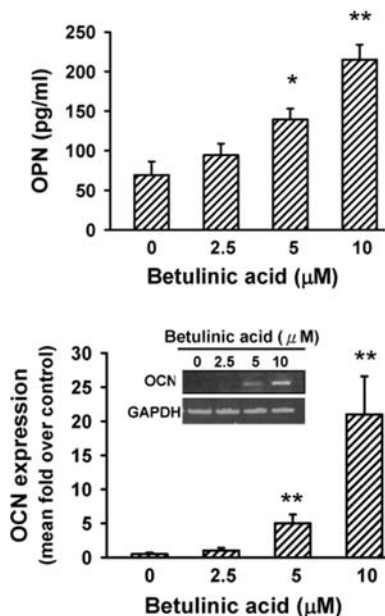 **
*
250
200
150
100
50
0
OPN (pg/ml)
0 2.5 5 10
Betulinic acid (μM)
Betulinic acid (μM)
0 2.5 5 10
OCN
GAPDH
**
**
30
25
20
15
10
5
0
OCN expression
(mean fold over control)
0 2.5 5 10
Betulinic acid (μM)